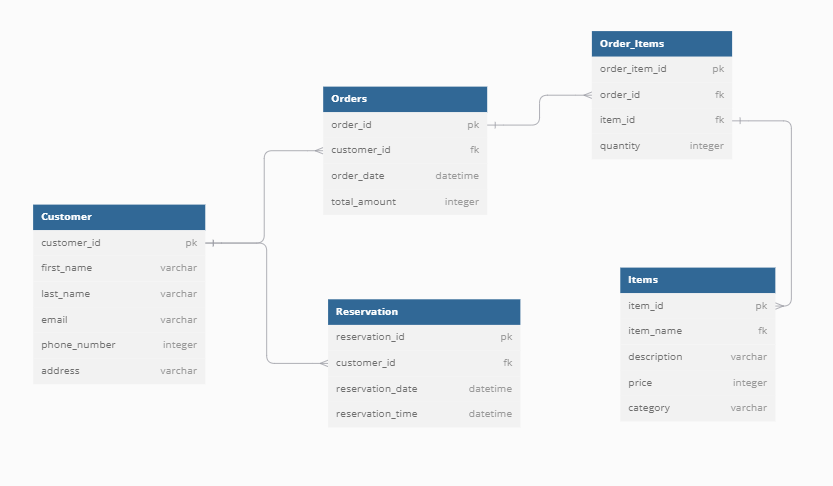 Order_Items
order_item_id pk
order_id fk
item_id fk
quantity integer
Orders
order_id pk
customer_id fk
order_date datetime
total_amount integer
Customer
customer_id pk
first_name varchar
last_name varchar
email varchar
phone_number integer
address varchar
Reservation
reservation_id pk
customer_id fk
reservation_date datetime
reservation_time datetime
Items
item_id pk
item_name fk
description varchar
price integer
category varchar